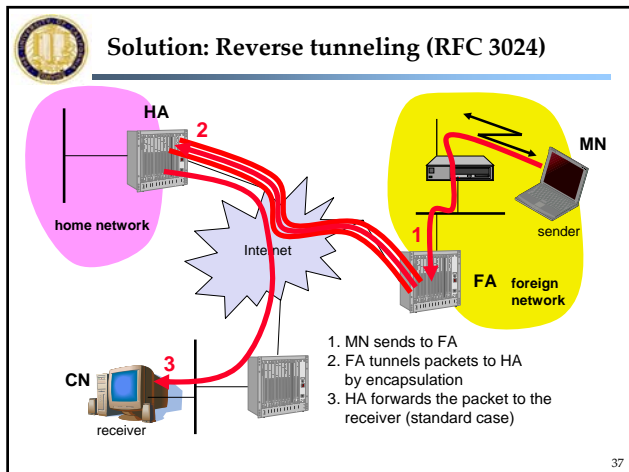 Solution: Reverse tunneling (RFC 3024)
HA
2
MN
home network
Internet
1
sender
FA foreign
network
1. MN sends to FA
2. FA tunnels packets to HA
by encapsulation
3. HA forwards the packet to the
receiver (standard case)
3
CN
receiver
37